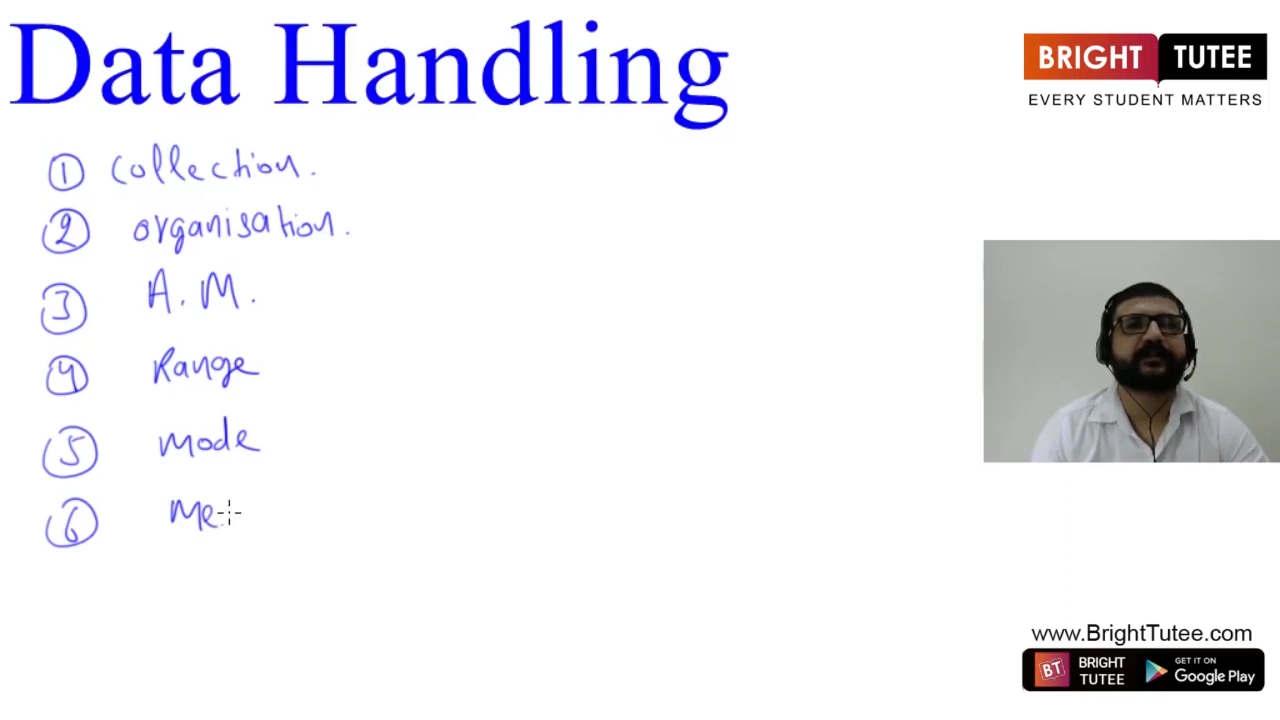 Data Handling
BRIGHT TUTEE
EVERY STUDENT MATTERS
1 Collection.
2 organisation.
3 A.M.
4 Range
5 Mode
6 Me
www.BrightTutee.com
BT BRIGHT TUTEE
GET IT ON
Google Play